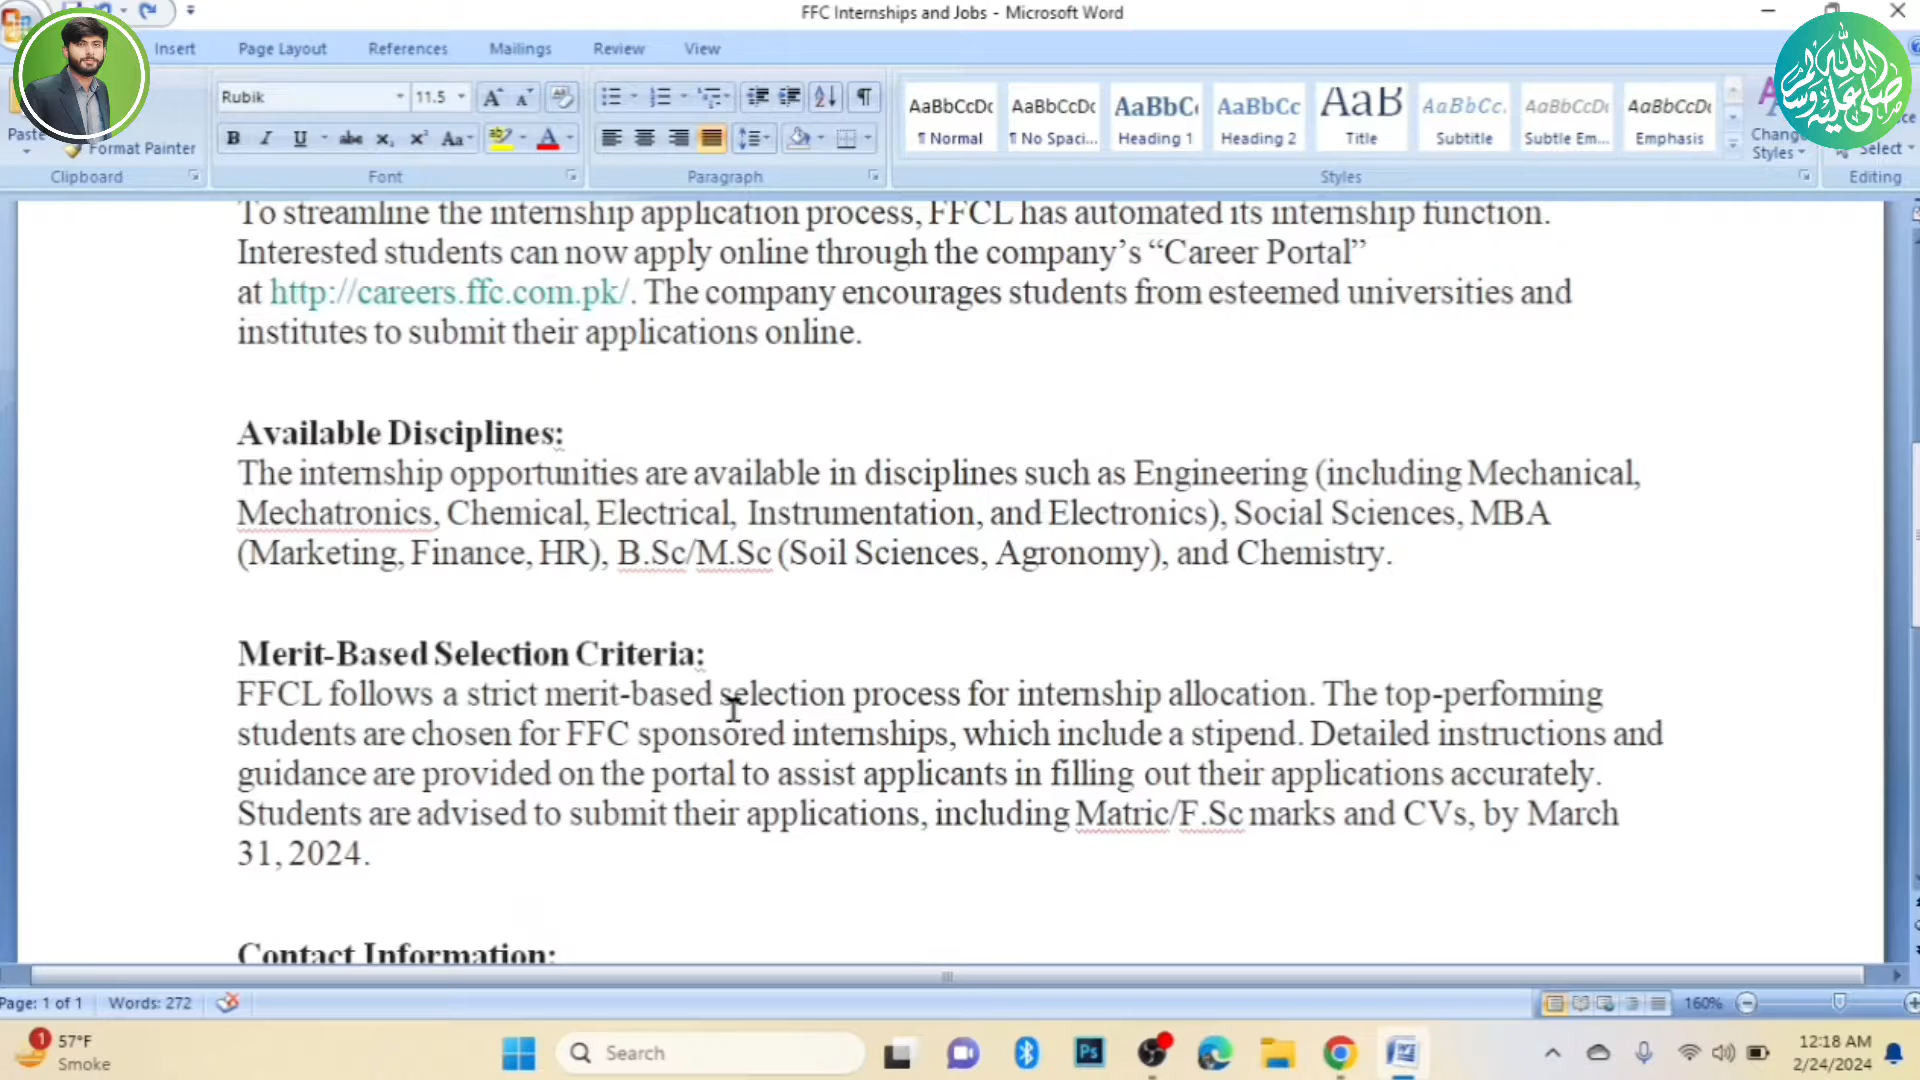 FFC Internships and Jobs - Microsoft Word
Insert Page Layout References Mailings Review View
Rubik 11.5
AaBbCcDc AaBbCcDc AaBbC AaBbCc AaB AaBbCc. AaBbCcDc AaBbCcDc
Paste Format Painter
¶ Normal ¶ No Spaci... Heading 1 Heading 2 Title Subtitle Subtle Em... Emphasis
Change Styles
Select
Clipboard Font Paragraph Styles Editing
صلى الله عليه وسلم
To streamline the internship application process, FFCL has automated its internship function.
Interested students can now apply online through the company’s “Career Portal”
at http://careers.ffc.com.pk/. The company encourages students from esteemed universities and
institutes to submit their applications online.
Available Disciplines:
The internship opportunities are available in disciplines such as Engineering (including Mechanical,
Mechatronics, Chemical, Electrical, Instrumentation, and Electronics), Social Sciences, MBA
(Marketing, Finance, HR), B.Sc/M.Sc (Soil Sciences, Agronomy), and Chemistry.
Merit-Based Selection Criteria:
FFCL follows a strict merit-based selection process for internship allocation. The top-performing
students are chosen for FFC sponsored internships, which include a stipend. Detailed instructions and
guidance are provided on the portal to assist applicants in filling out their applications accurately.
Students are advised to submit their applications, including Matric/F.Sc marks and CVs, by March
31, 2024.
Contact Information:
Page: 1 of 1 Words: 272 160%
1 57°F
Smoke
Search
Ps
12:18 AM
2/24/2024